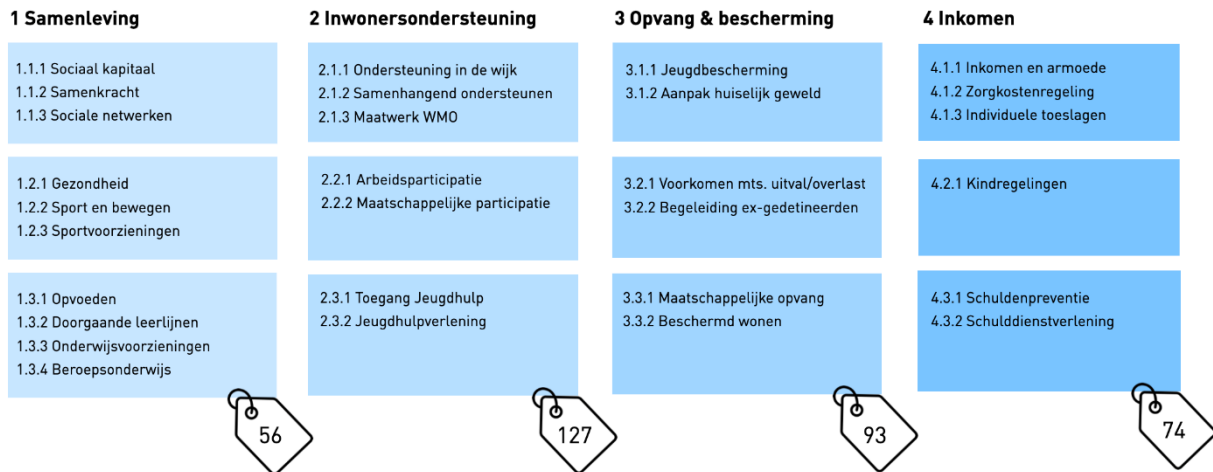 1 Samenleving
1.1.1 Sociaal kapitaal
1.1.2 Samenkracht
1.1.3 Sociale netwerken
1.2.1 Gezondheid
1.2.2 Sport en bewegen
1.2.3 Sportvoorzieningen
1.3.1 Opvoeden
1.3.2 Doorgaande leerlijnen
1.3.3 Onderwijsvoorzieningen
1.3.4 Beroepsonderwijs
56
2 Inwonersondersteuning
2.1.1 Ondersteuning in de wijk
2.1.2 Samenhangend ondersteunen
2.1.3 Maatwerk WMO
2.2.1 Arbeidsparticipatie
2.2.2 Maatschappelijke participatie
2.3.1 Toegang Jeugdhulp
2.3.2 Jeugdhulpverlening
127
3 Opvang & bescherming
3.1.1 Jeugdbescherming
3.1.2 Aanpak huiselijk geweld
3.2.1 Voorkomen mts. uitval/overlast
3.2.2 Begeleiding ex-gedetineerden
3.3.1 Maatschappelijke opvang
3.3.2 Beschermd wonen
93
4 Inkomen
4.1.1 Inkomen en armoede
4.1.2 Zorgkostenregeling
4.1.3 Individuele toeslagen
4.2.1 Kindregelingen
4.3.1 Schuldenpreventie
4.3.2 Schulddienstverlening
74